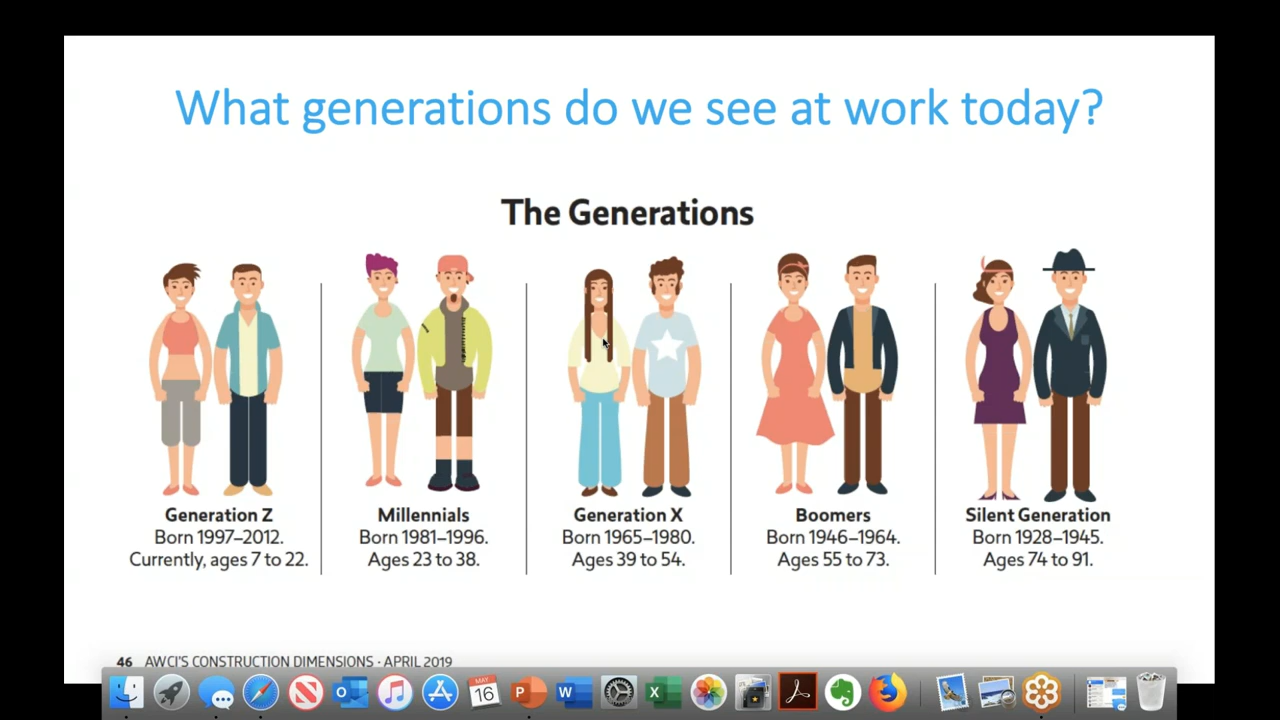 What generations do we see at work today?
The Generations
Generation Z
Born 1997–2012.
Currently, ages 7 to 22.
Millennials
Born 1981–1996.
Ages 23 to 38.
Generation X
Born 1965–1980.
Ages 39 to 54.
Boomers
Born 1946–1964.
Ages 55 to 73.
Silent Generation
Born 1928–1945.
Ages 74 to 91.
46 AWCI'S CONSTRUCTION DIMENSIONS · APRIL 2019
MAY
16